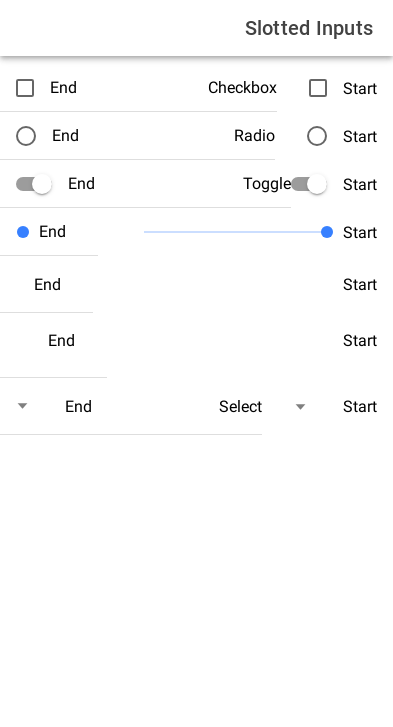 Slotted Inputs
End Checkbox Start
End Radio Start
End Toggle Start
End Start
End Start
End Start
End Select Start